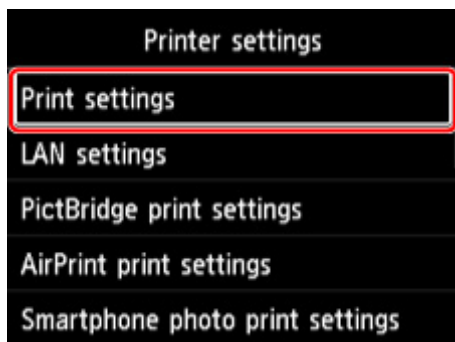 Printer settings
Print settings
LAN settings
PictBridge print settings
AirPrint print settings
Smartphone photo print settings